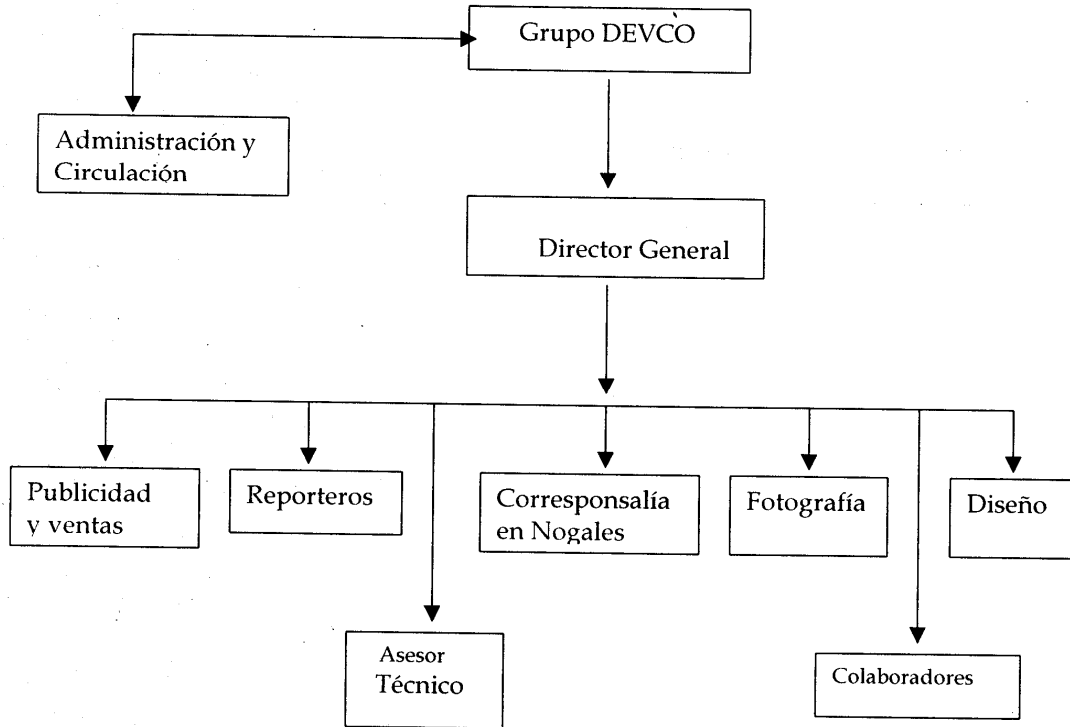 Grupo DEVCO
Administración y
Circulación
Director General
Publicidad
y ventas
Reporteros
Corresponsalía
en Nogales
Fotografía
Diseño
Asesor
Técnico
Colaboradores